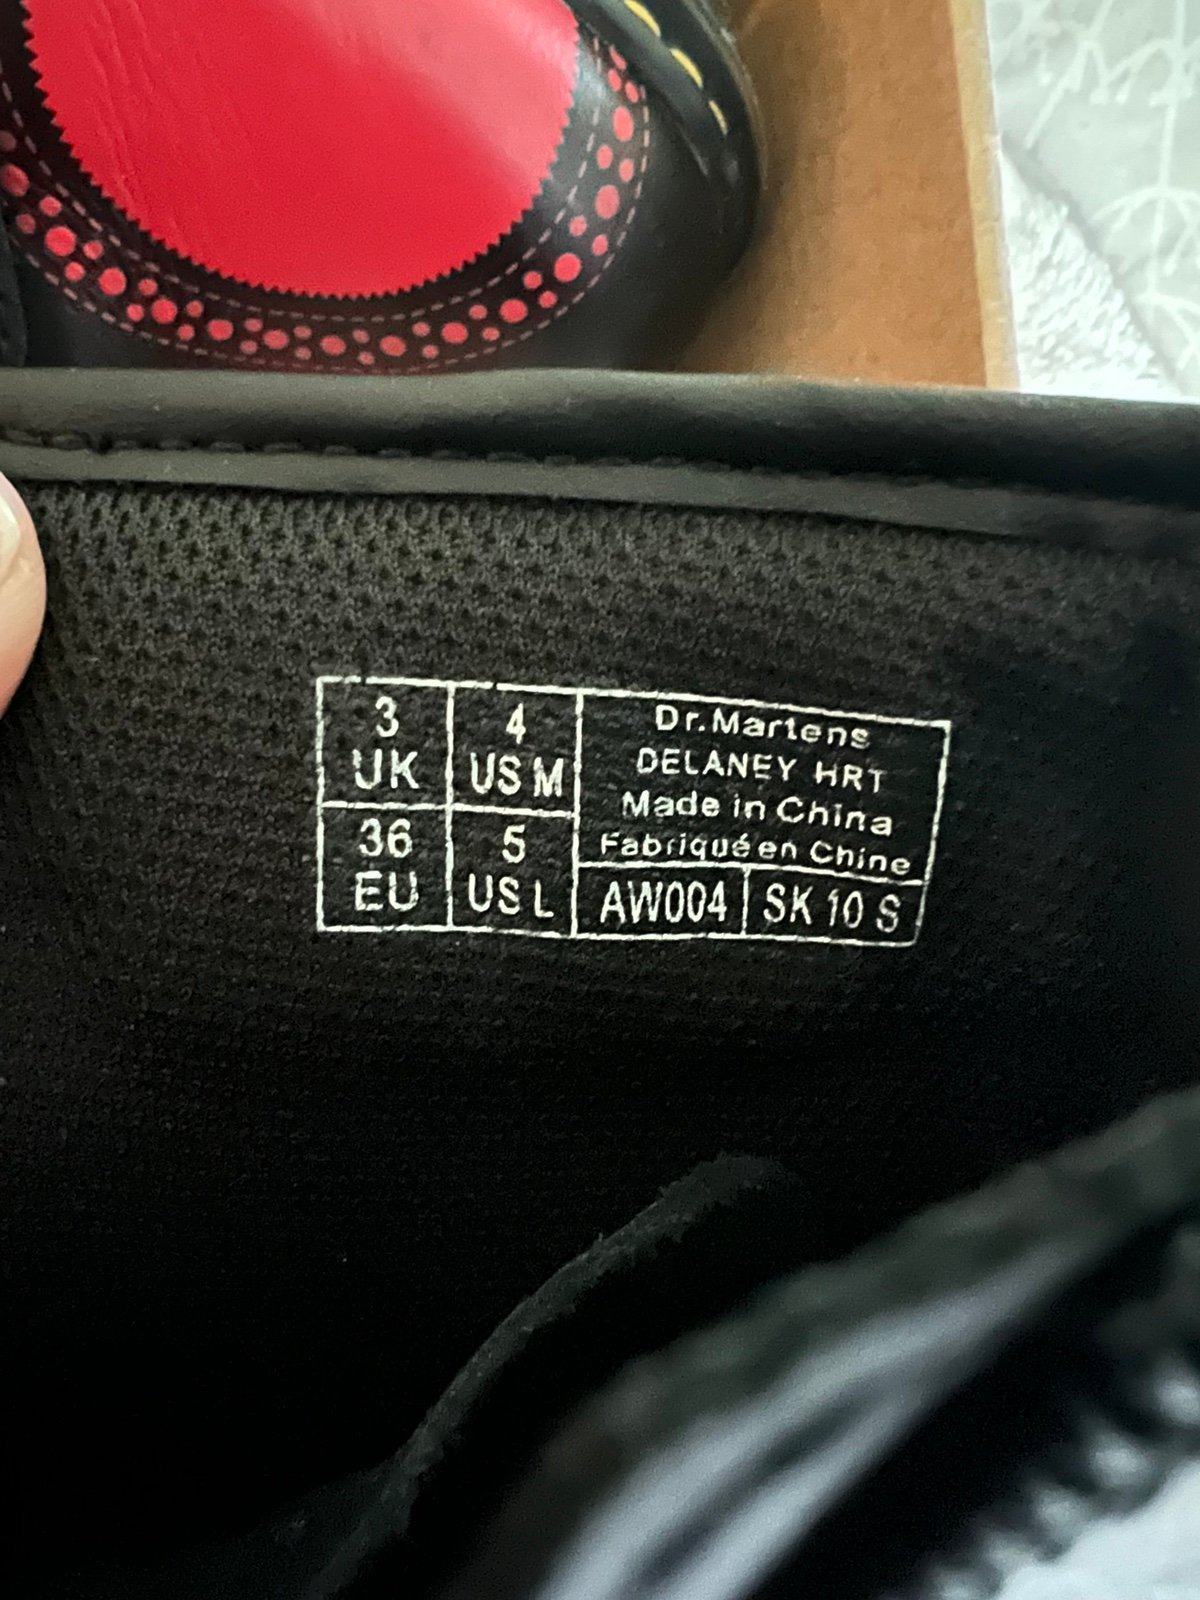 3
UK
4
US M
36
EU
5
US L
Dr.Martens
DELANEY HRT
Made in China
Fabriqué en Chine
AW004
SK 10 S